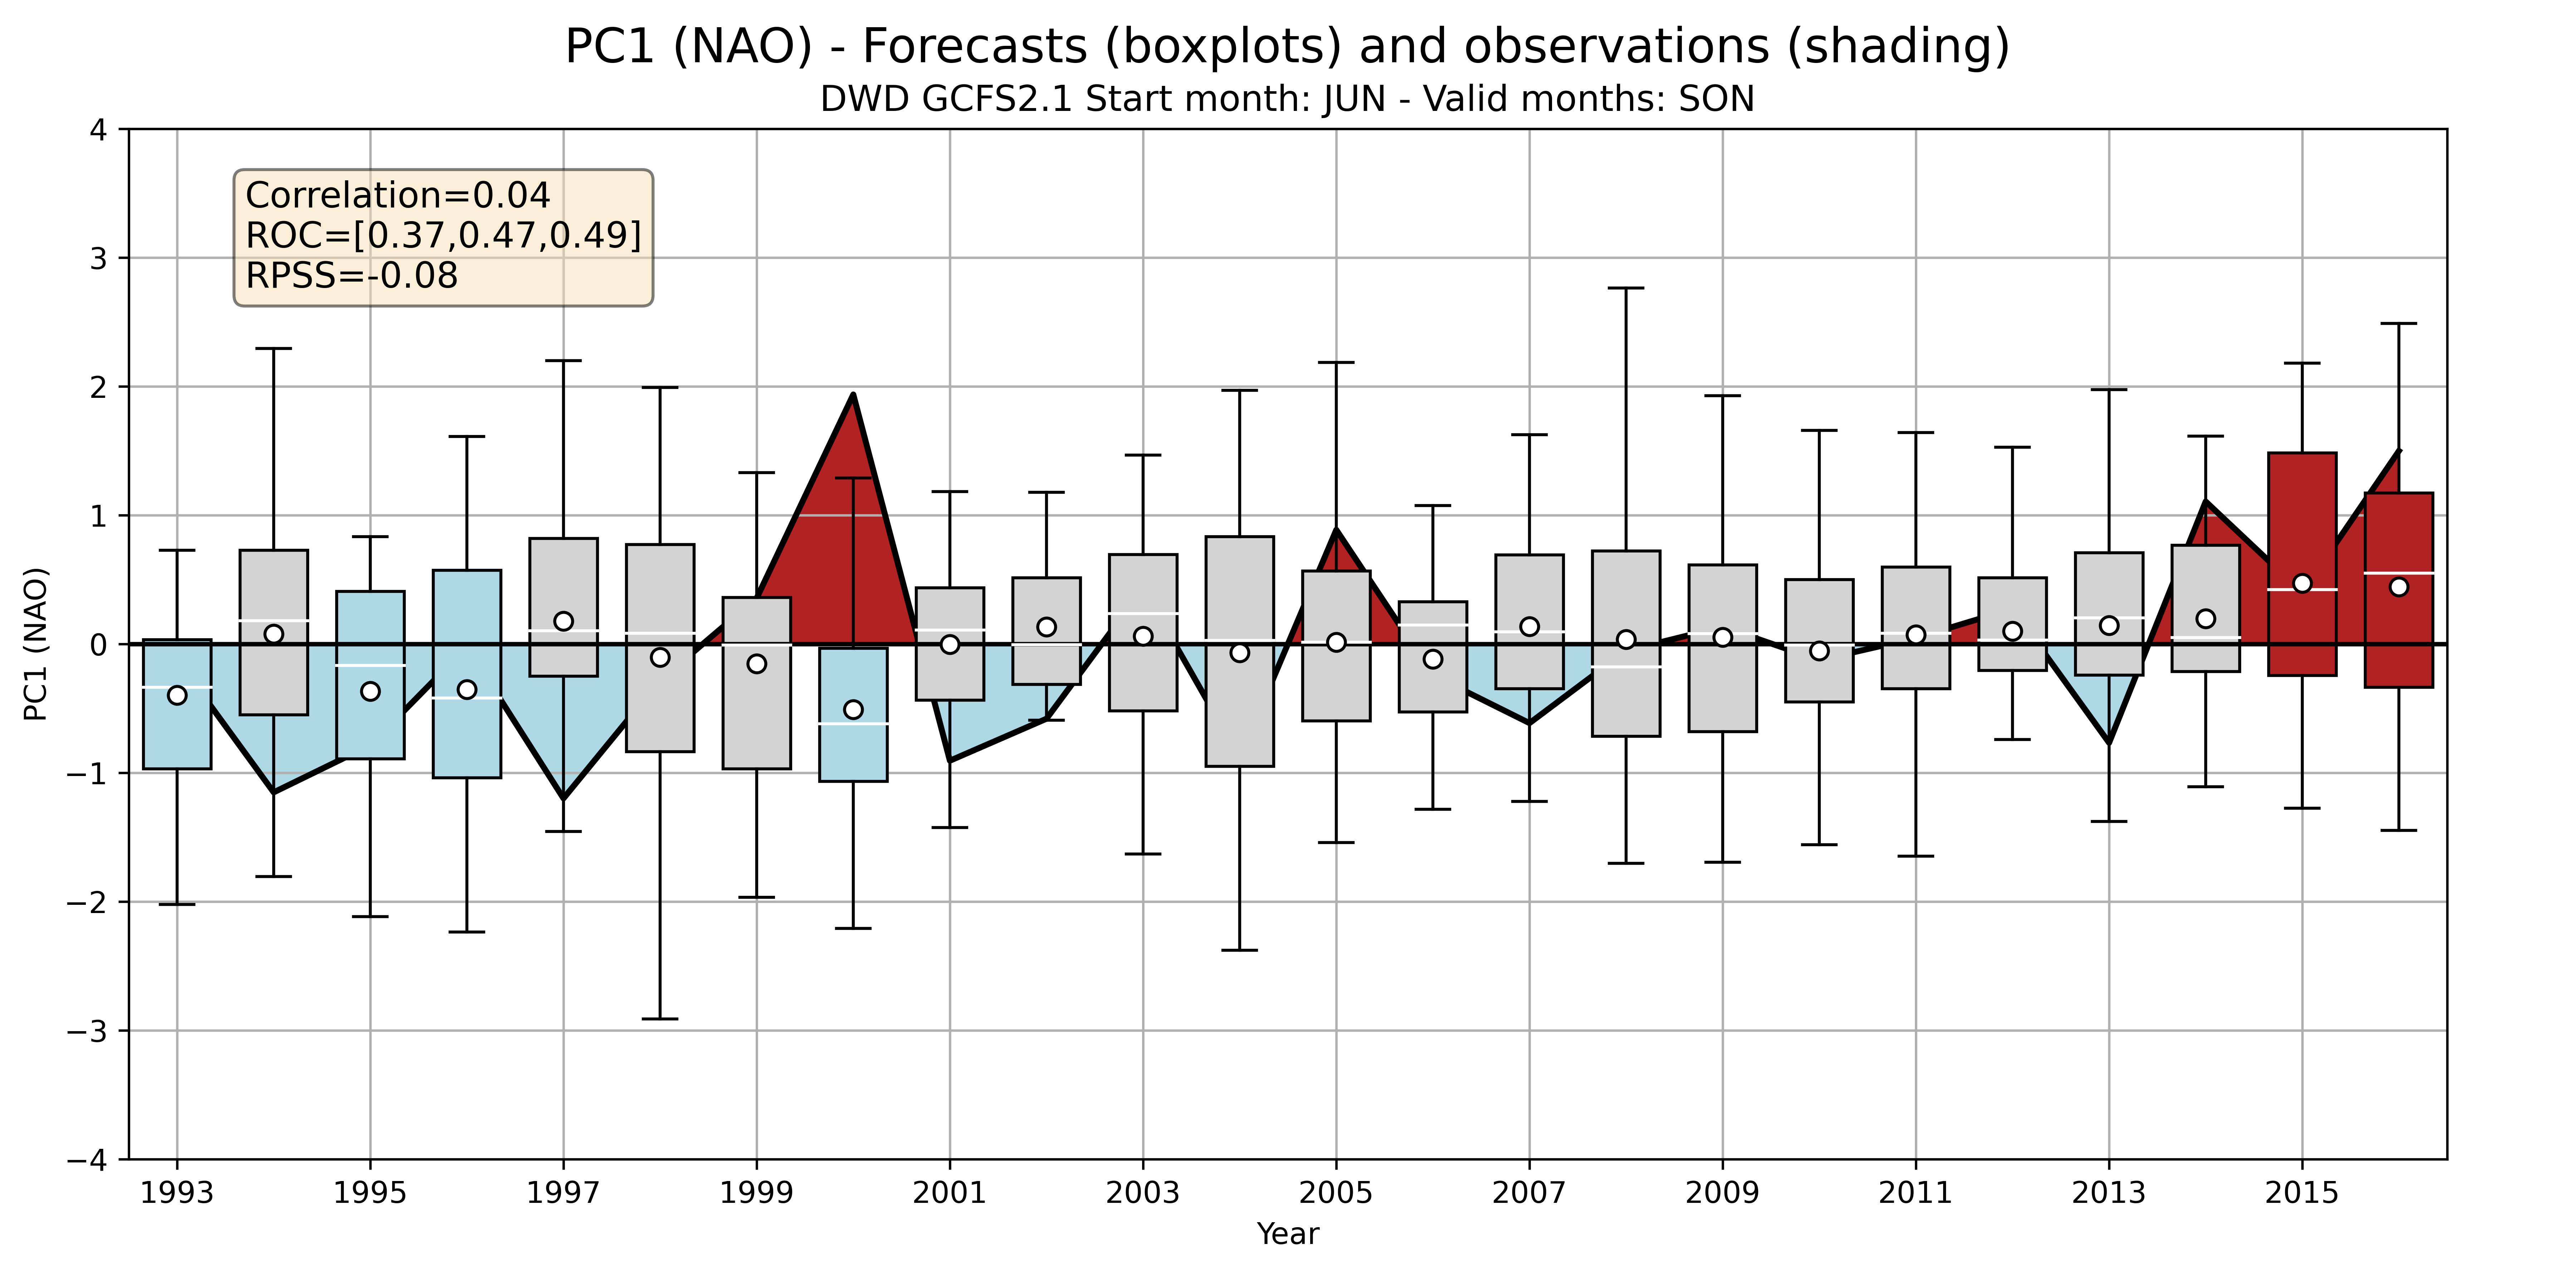 PC1 (NAO) - Forecasts (boxplots) and observations (shading)
DWD GCFS2.1 Start month: JUN - Valid months: SON
Correlation=0.04
ROC=[0.37,0.47,0.49]
RPSS=-0.08
PC1 (NAO)
4
3
2
1
0
−1
−2
−3
−4
1993 1995 1997 1999 2001 2003 2005 2007 2009 2011 2013 2015
Year